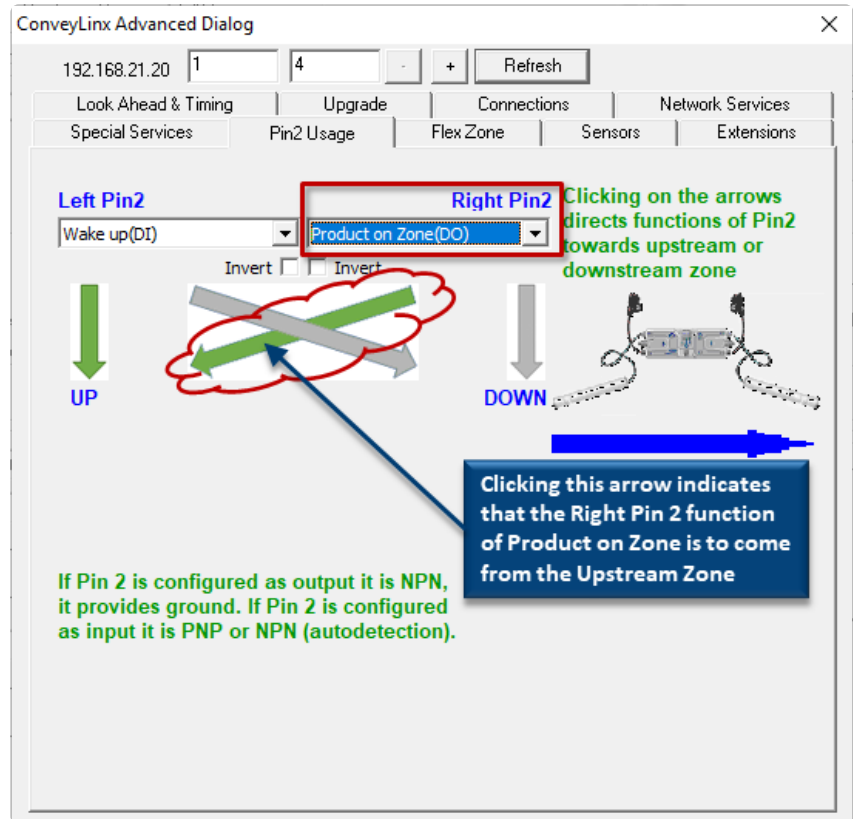 ConveyLinx Advanced Dialog
192.168.21.20 1 4 - + Refresh
Look Ahead & Timing Upgrade Connections Network Services
Special Services Pin2 Usage Flex Zone Sensors Extensions
Left Pin2 Right Pin2
Wake up(DI) Product on Zone(DO)
Invert Invert
Clicking on the arrows
directs functions of Pin2
towards upstream or
downstream zone
UP DOWN
Clicking this arrow indicates
that the Right Pin 2 function
of Product on Zone is to come
from the Upstream Zone
If Pin 2 is configured as output it is NPN,
it provides ground. If Pin 2 is configured
as input it is PNP or NPN (autodetection).